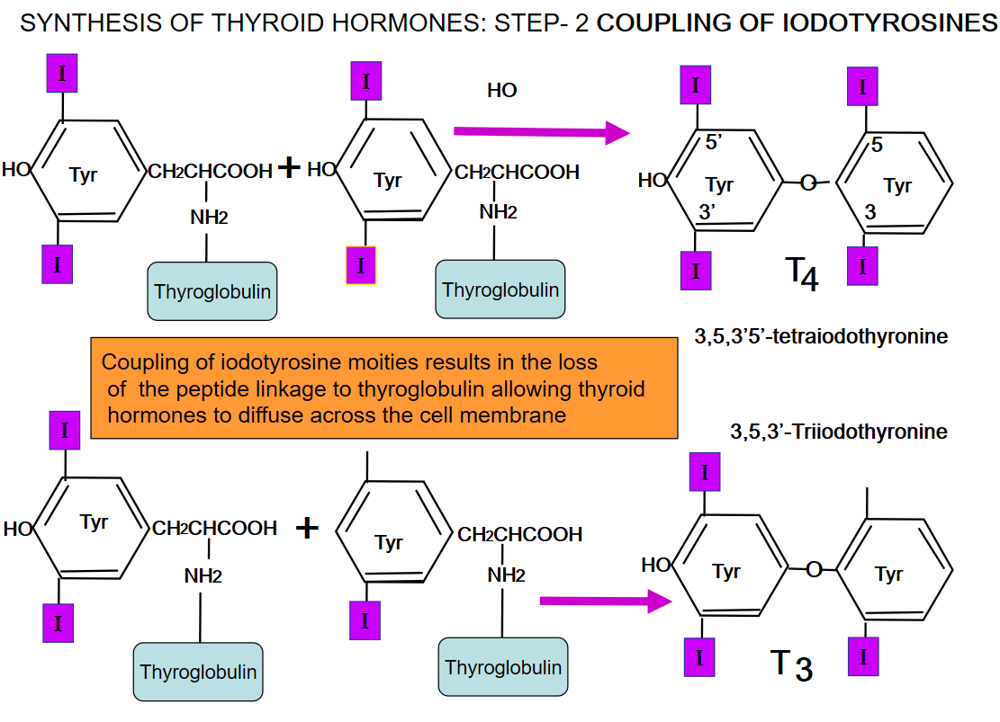 SYNTHESIS OF THYROID HORMONES: STEP- 2 COUPLING OF IODOTYROSINES
I
I
HO
I
I
HO
Tyr
CH2CHCOOH
+
HO
Tyr
CH2CHCOOH
5’
5
HO
Tyr
O
Tyr
NH2
NH2
3’
3
I
I
I
I
Thyroglobulin
Thyroglobulin
T4
3,5,3’5’-tetraiodothyronine
Coupling of iodotyrosine moities results in the loss
of the peptide linkage to thyroglobulin allowing thyroid
hormones to diffuse across the cell membrane
3,5,3’-Triiodothyronine
I
I
HO
Tyr
CH2CHCOOH
+
Tyr
CH2CHCOOH
HO
Tyr
O
Tyr
NH2
NH2
I
I
I
I
Thyroglobulin
Thyroglobulin
T3